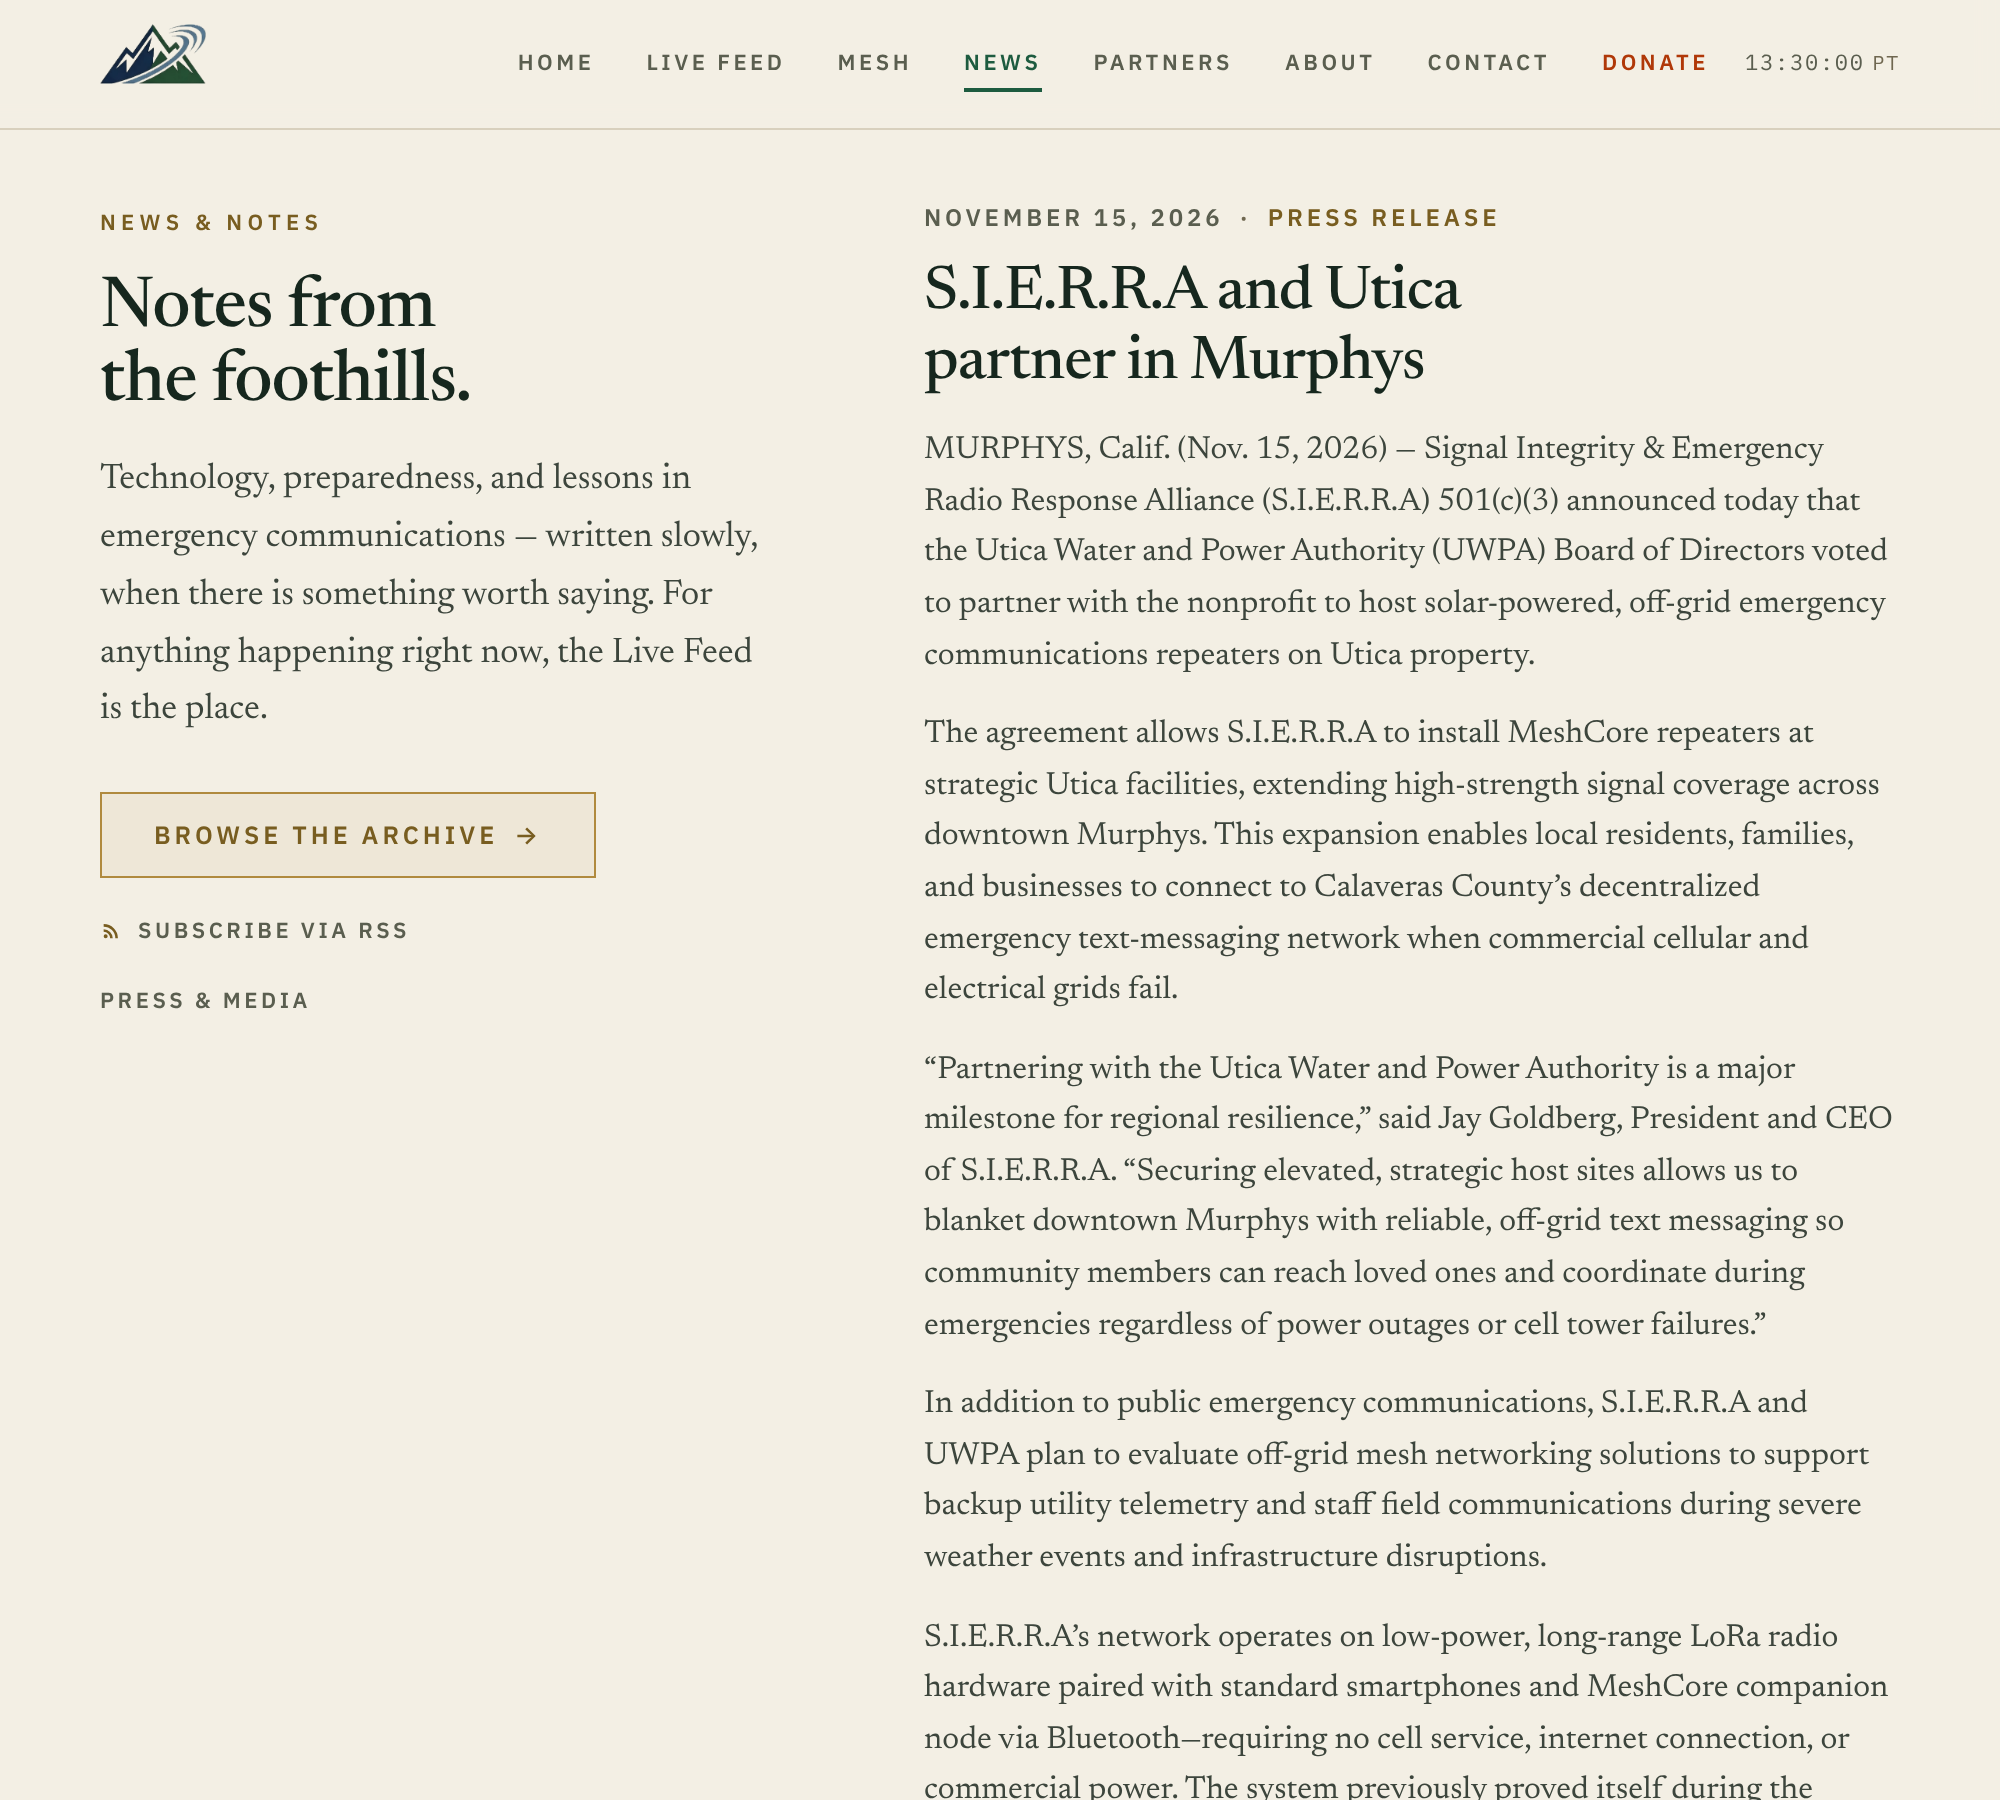 HOME LIVE FEED MESH NEWS PARTNERS ABOUT CONTACT DONATE 13:30:00 PT
NEWS & NOTES
Notes from
the foothills.
Technology, preparedness, and lessons in
emergency communications — written slowly,
when there is something worth saying. For
anything happening right now, the Live Feed
is the place.
BROWSE THE ARCHIVE →
SUBSCRIBE VIA RSS
PRESS & MEDIA
NOVEMBER 15, 2026 · PRESS RELEASE
S.I.E.R.R.A and Utica
partner in Murphys
MURPHYS, Calif. (Nov. 15, 2026) — Signal Integrity & Emergency
Radio Response Alliance (S.I.E.R.R.A) 501(c)(3) announced today that
the Utica Water and Power Authority (UWPA) Board of Directors voted
to partner with the nonprofit to host solar-powered, off-grid emergency
communications repeaters on Utica property.
The agreement allows S.I.E.R.R.A to install MeshCore repeaters at
strategic Utica facilities, extending high-strength signal coverage across
downtown Murphys. This expansion enables local residents, families,
and businesses to connect to Calaveras County’s decentralized
emergency text-messaging network when commercial cellular and
electrical grids fail.
“Partnering with the Utica Water and Power Authority is a major
milestone for regional resilience,” said Jay Goldberg, President and CEO
of S.I.E.R.R.A. “Securing elevated, strategic host sites allows us to
blanket downtown Murphys with reliable, off-grid text messaging so
community members can reach loved ones and coordinate during
emergencies regardless of power outages or cell tower failures.”
In addition to public emergency communications, S.I.E.R.R.A and
UWPA plan to evaluate off-grid mesh networking solutions to support
backup utility telemetry and staff field communications during severe
weather events and infrastructure disruptions.
S.I.E.R.R.A’s network operates on low-power, long-range LoRa radio
hardware paired with standard smartphones and MeshCore companion
node via Bluetooth—requiring no cell service, internet connection, or
commercial power. The system previously proved itself during the